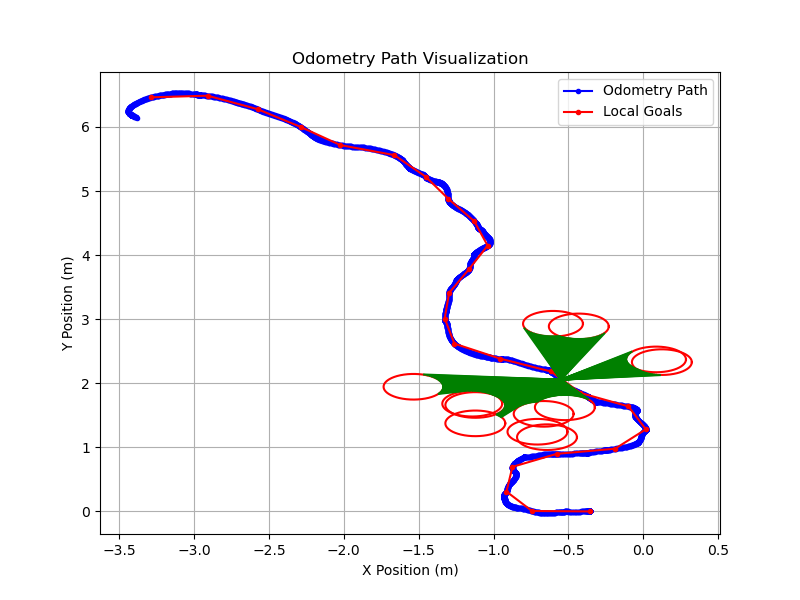 Odometry Path Visualization
Odometry Path
Local Goals
Y Position (m)
6
5
4
3
2
1
0
−3.5 −3.0 −2.5 −2.0 −1.5 −1.0 −0.5 0.0 0.5
X Position (m)